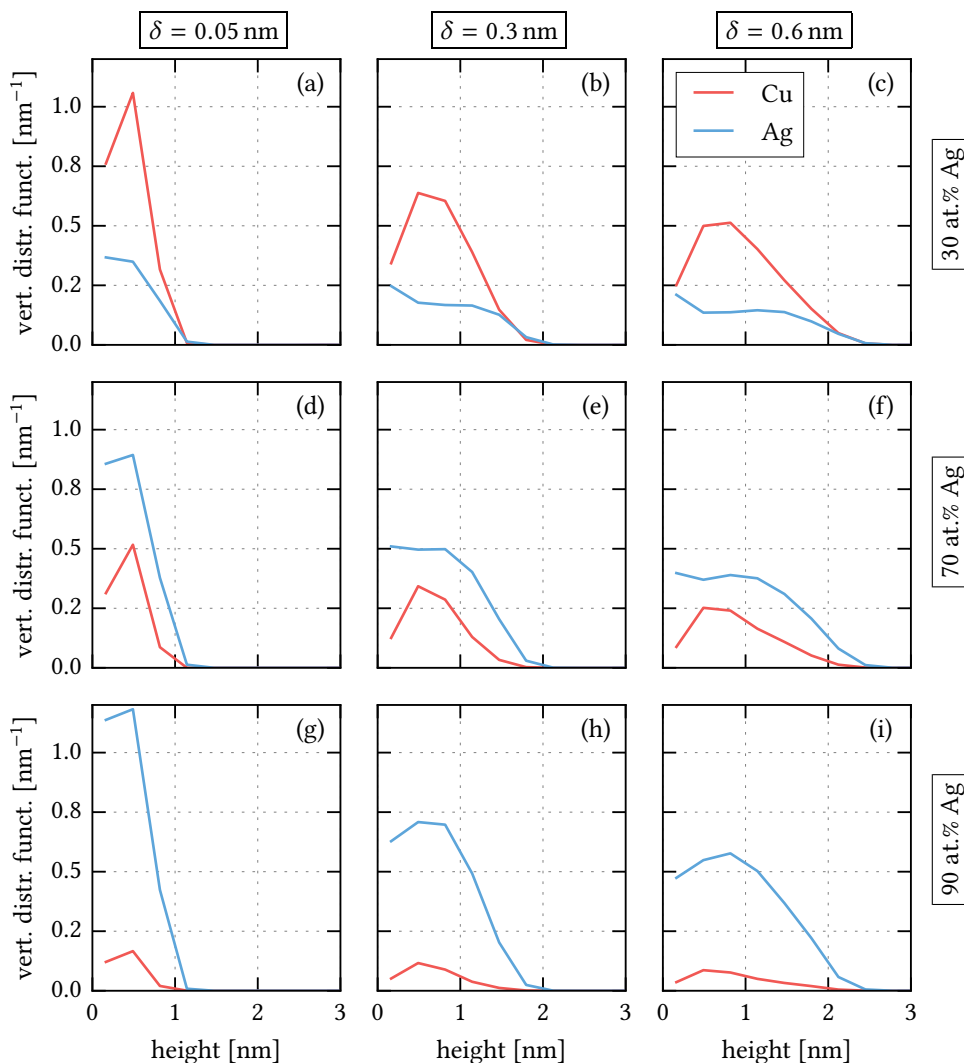 δ = 0.05 nm
δ = 0.3 nm
δ = 0.6 nm
vert. distr. funct. [nm⁻¹]
1.0
0.8
0.5
0.2
0.0
(a)
(b)
(c)
Cu
Ag
30 at.% Ag
vert. distr. funct. [nm⁻¹]
1.0
0.8
0.5
0.2
0.0
(d)
(e)
(f)
70 at.% Ag
vert. distr. funct. [nm⁻¹]
1.0
0.8
0.5
0.2
0.0
(g)
(h)
(i)
90 at.% Ag
0 1 2 3
0 1 2 3
0 1 2 3
height [nm]
height [nm]
height [nm]